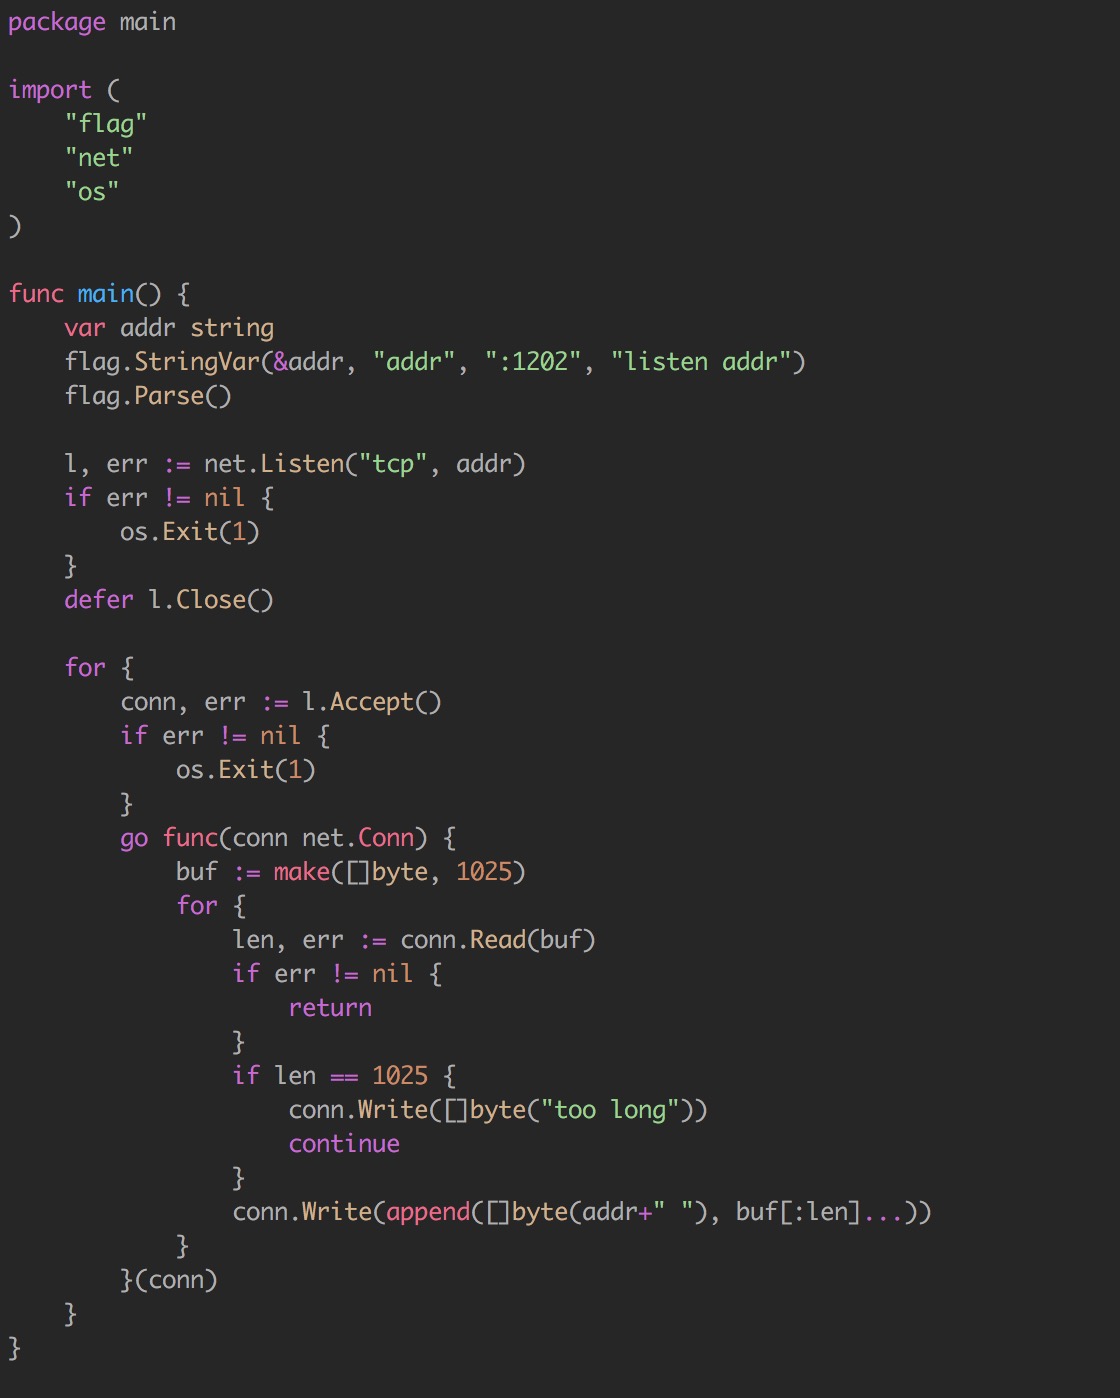 package main

import (
    "flag"
    "net"
    "os"
)

func main() {
    var addr string
    flag.StringVar(&addr, "addr", ":1202", "listen addr")
    flag.Parse()

    l, err := net.Listen("tcp", addr)
    if err != nil {
        os.Exit(1)
    }
    defer l.Close()

    for {
        conn, err := l.Accept()
        if err != nil {
            os.Exit(1)
        }
        go func(conn net.Conn) {
            buf := make([]byte, 1025)
            for {
                len, err := conn.Read(buf)
                if err != nil {
                    return
                }
                if len == 1025 {
                    conn.Write([]byte("too long"))
                    continue
                }
                conn.Write(append([]byte(addr+" "), buf[:len]...))
            }
        }(conn)
    }
}